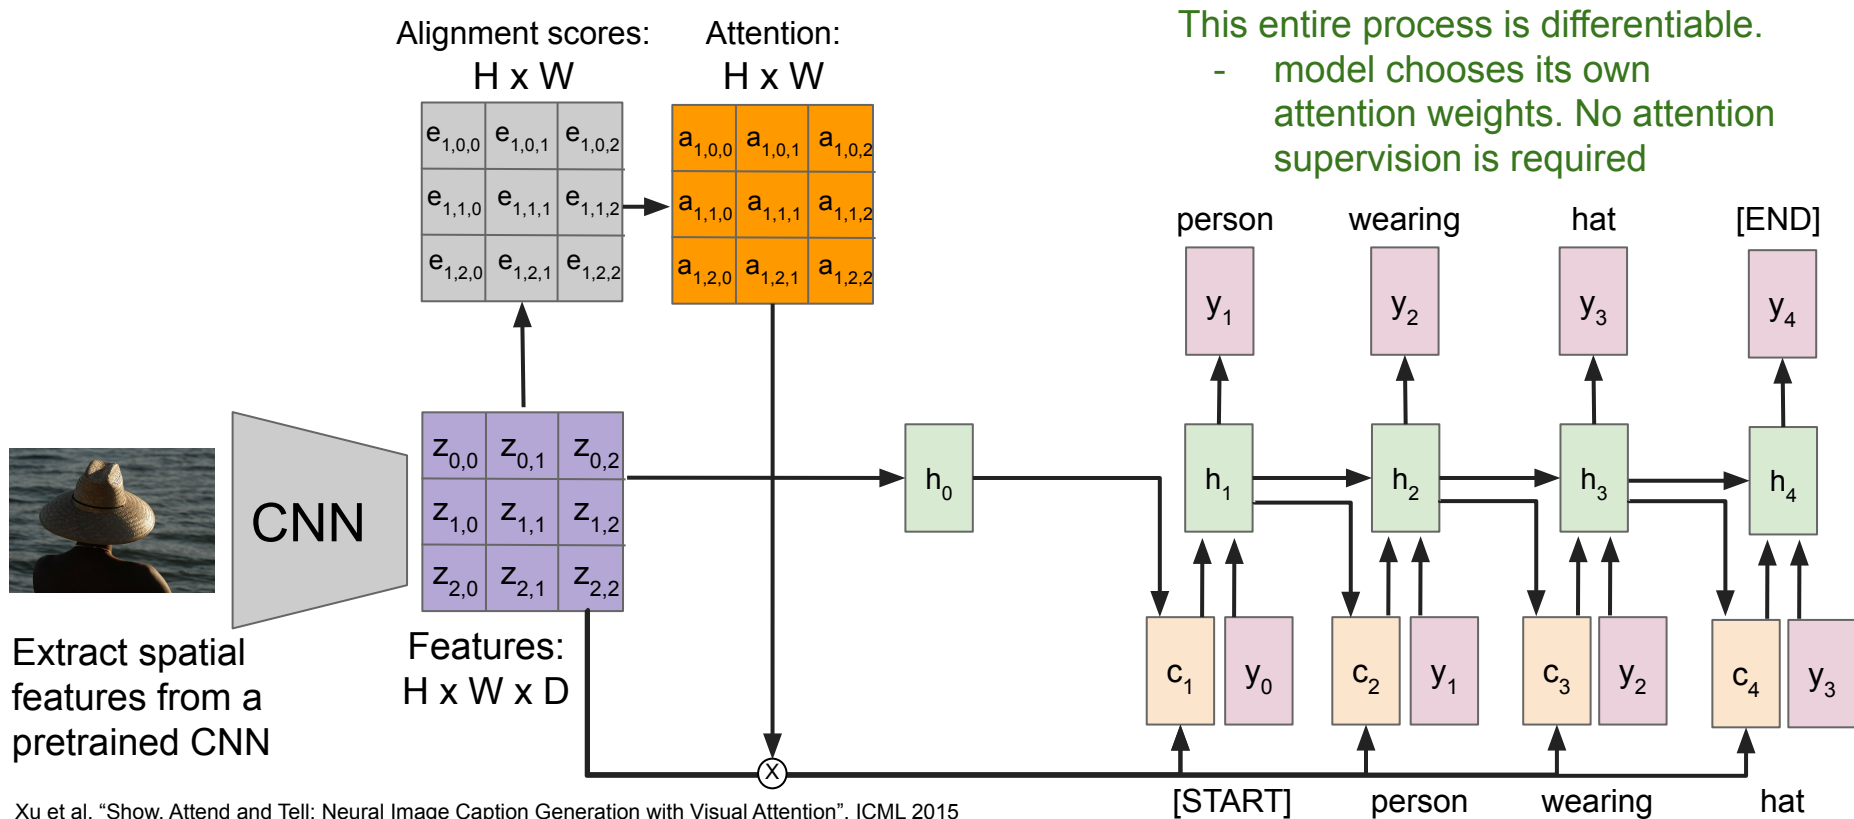 Alignment scores:
H x W
Attention:
H x W
This entire process is differentiable.
- model chooses its own
attention weights. No attention
supervision is required
e1,0,0 e1,0,1 e1,0,2
e1,1,0 e1,1,1 e1,1,2
e1,2,0 e1,2,1 e1,2,2
a1,0,0 a1,0,1 a1,0,2
a1,1,0 a1,1,1 a1,1,2
a1,2,0 a1,2,1 a1,2,2
person wearing hat [END]
y1 y2 y3 y4
CNN
z0,0 z0,1 z0,2
z1,0 z1,1 z1,2
z2,0 z2,1 z2,2
h0 h1 h2 h3 h4
Extract spatial
features from a
pretrained CNN
Features:
H x W x D
X
c1 y0 c2 y1 c3 y2 c4 y3
[START] person wearing hat
Xu et al. “Show, Attend and Tell: Neural Image Caption Generation with Visual Attention”, ICML 2015